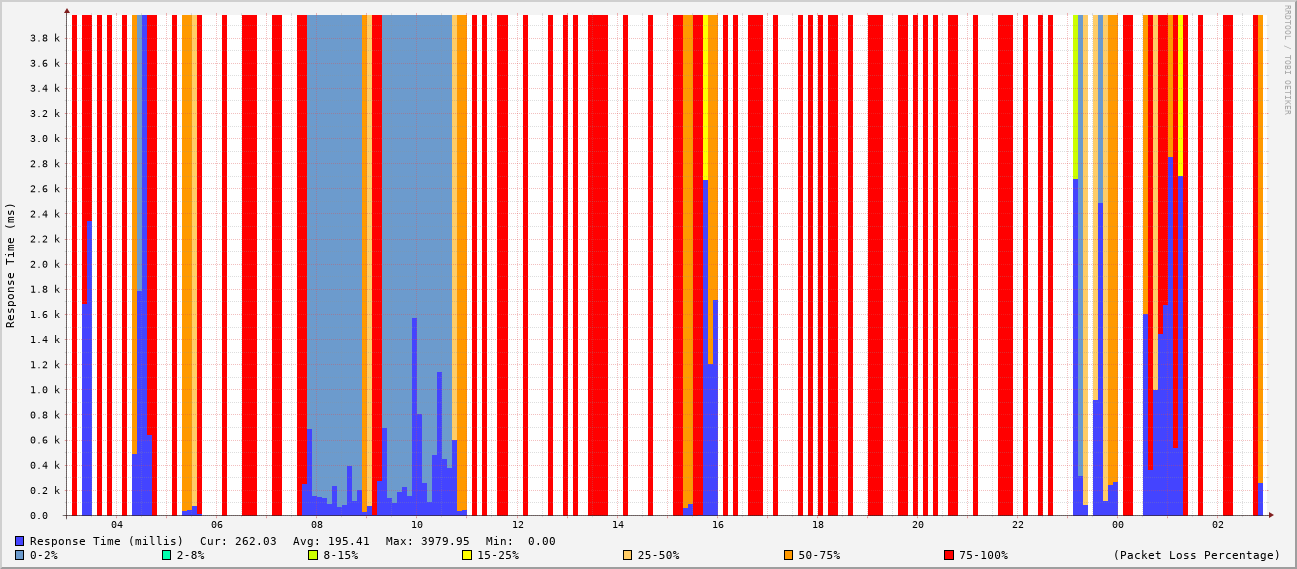 RRDTOOL / TOBI OETIKER
Response Time (ms)
3.8 k
3.6 k
3.4 k
3.2 k
3.0 k
2.8 k
2.6 k
2.4 k
2.2 k
2.0 k
1.8 k
1.6 k
1.4 k
1.2 k
1.0 k
0.8 k
0.6 k
0.4 k
0.2 k
0.0
04 06 08 10 12 14 16 18 20 22 00 02
Response Time (millis) Cur: 262.03 Avg: 195.41 Max: 3979.95 Min: 0.00
0-2% 2-8% 8-15% 15-25% 25-50% 50-75% 75-100% (Packet Loss Percentage)